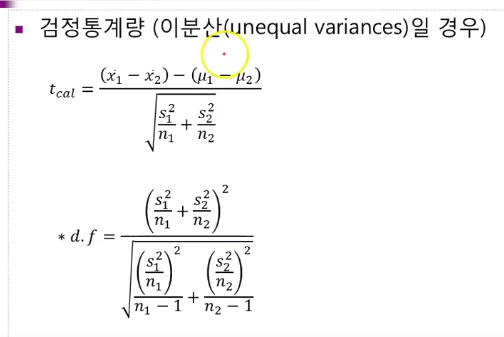 검정통계량 (이분산(unequal variances)일 경우)
t_{cal} = \frac{(\bar{x}_1 - \bar{x}_2) - (\mu_1 - \mu_2)}{\sqrt{\frac{s_1^2}{n_1} + \frac{s_2^2}{n_2}}}
* d.f = \frac{\left(\frac{s_1^2}{n_1} + \frac{s_2^2}{n_2}\right)^2}{\sqrt{\frac{\left(\frac{s_1^2}{n_1}\right)^2}{n_1 - 1} + \frac{\left(\frac{s_2^2}{n_2}\right)^2}{n_2 - 1}}}